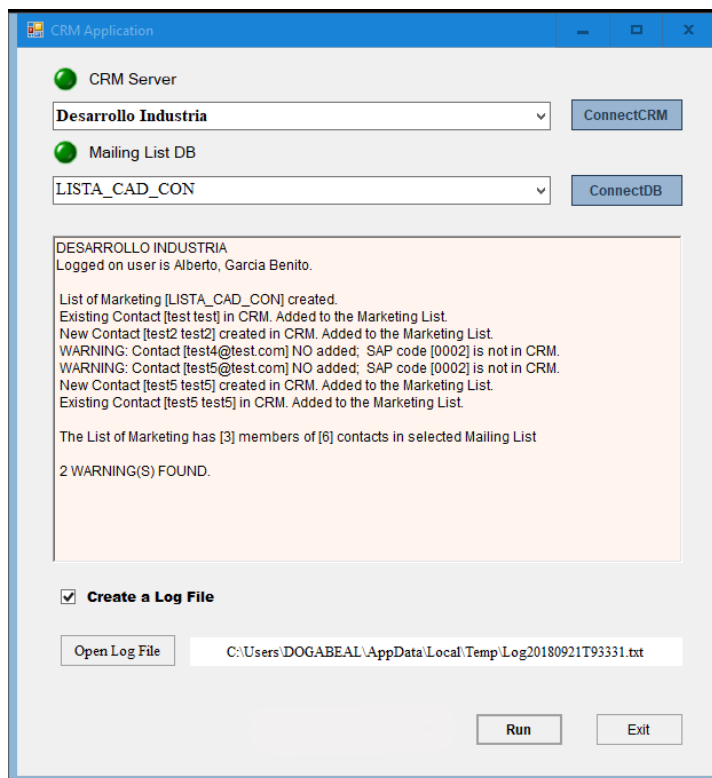 CRM Application
CRM Server
Desarrollo Industria
ConnectCRM
Mailing List DB
LISTA_CAD_CON
ConnectDB
DESARROLLO INDUSTRIA
Logged on user is Alberto, Garcia Benito.
List of Marketing [LISTA_CAD_CON] created.
Existing Contact [test test] in CRM. Added to the Marketing List.
New Contact [test2 test2] created in CRM. Added to the Marketing List.
WARNING: Contact [test4@test.com] NO added; SAP code [0002] is not in CRM.
WARNING: Contact [test5@test.com] NO added; SAP code [0002] is not in CRM.
New Contact [test5 test5] created in CRM. Added to the Marketing List.
Existing Contact [test5 test5] in CRM. Added to the Marketing List.
The List of Marketing has [3] members of [6] contacts in selected Mailing List
2 WARNING(S) FOUND.
Create a Log File
Open Log File
C:\Users\DOGABEAL\AppData\Local\Temp\Log20180921T93331.txt
Run
Exit